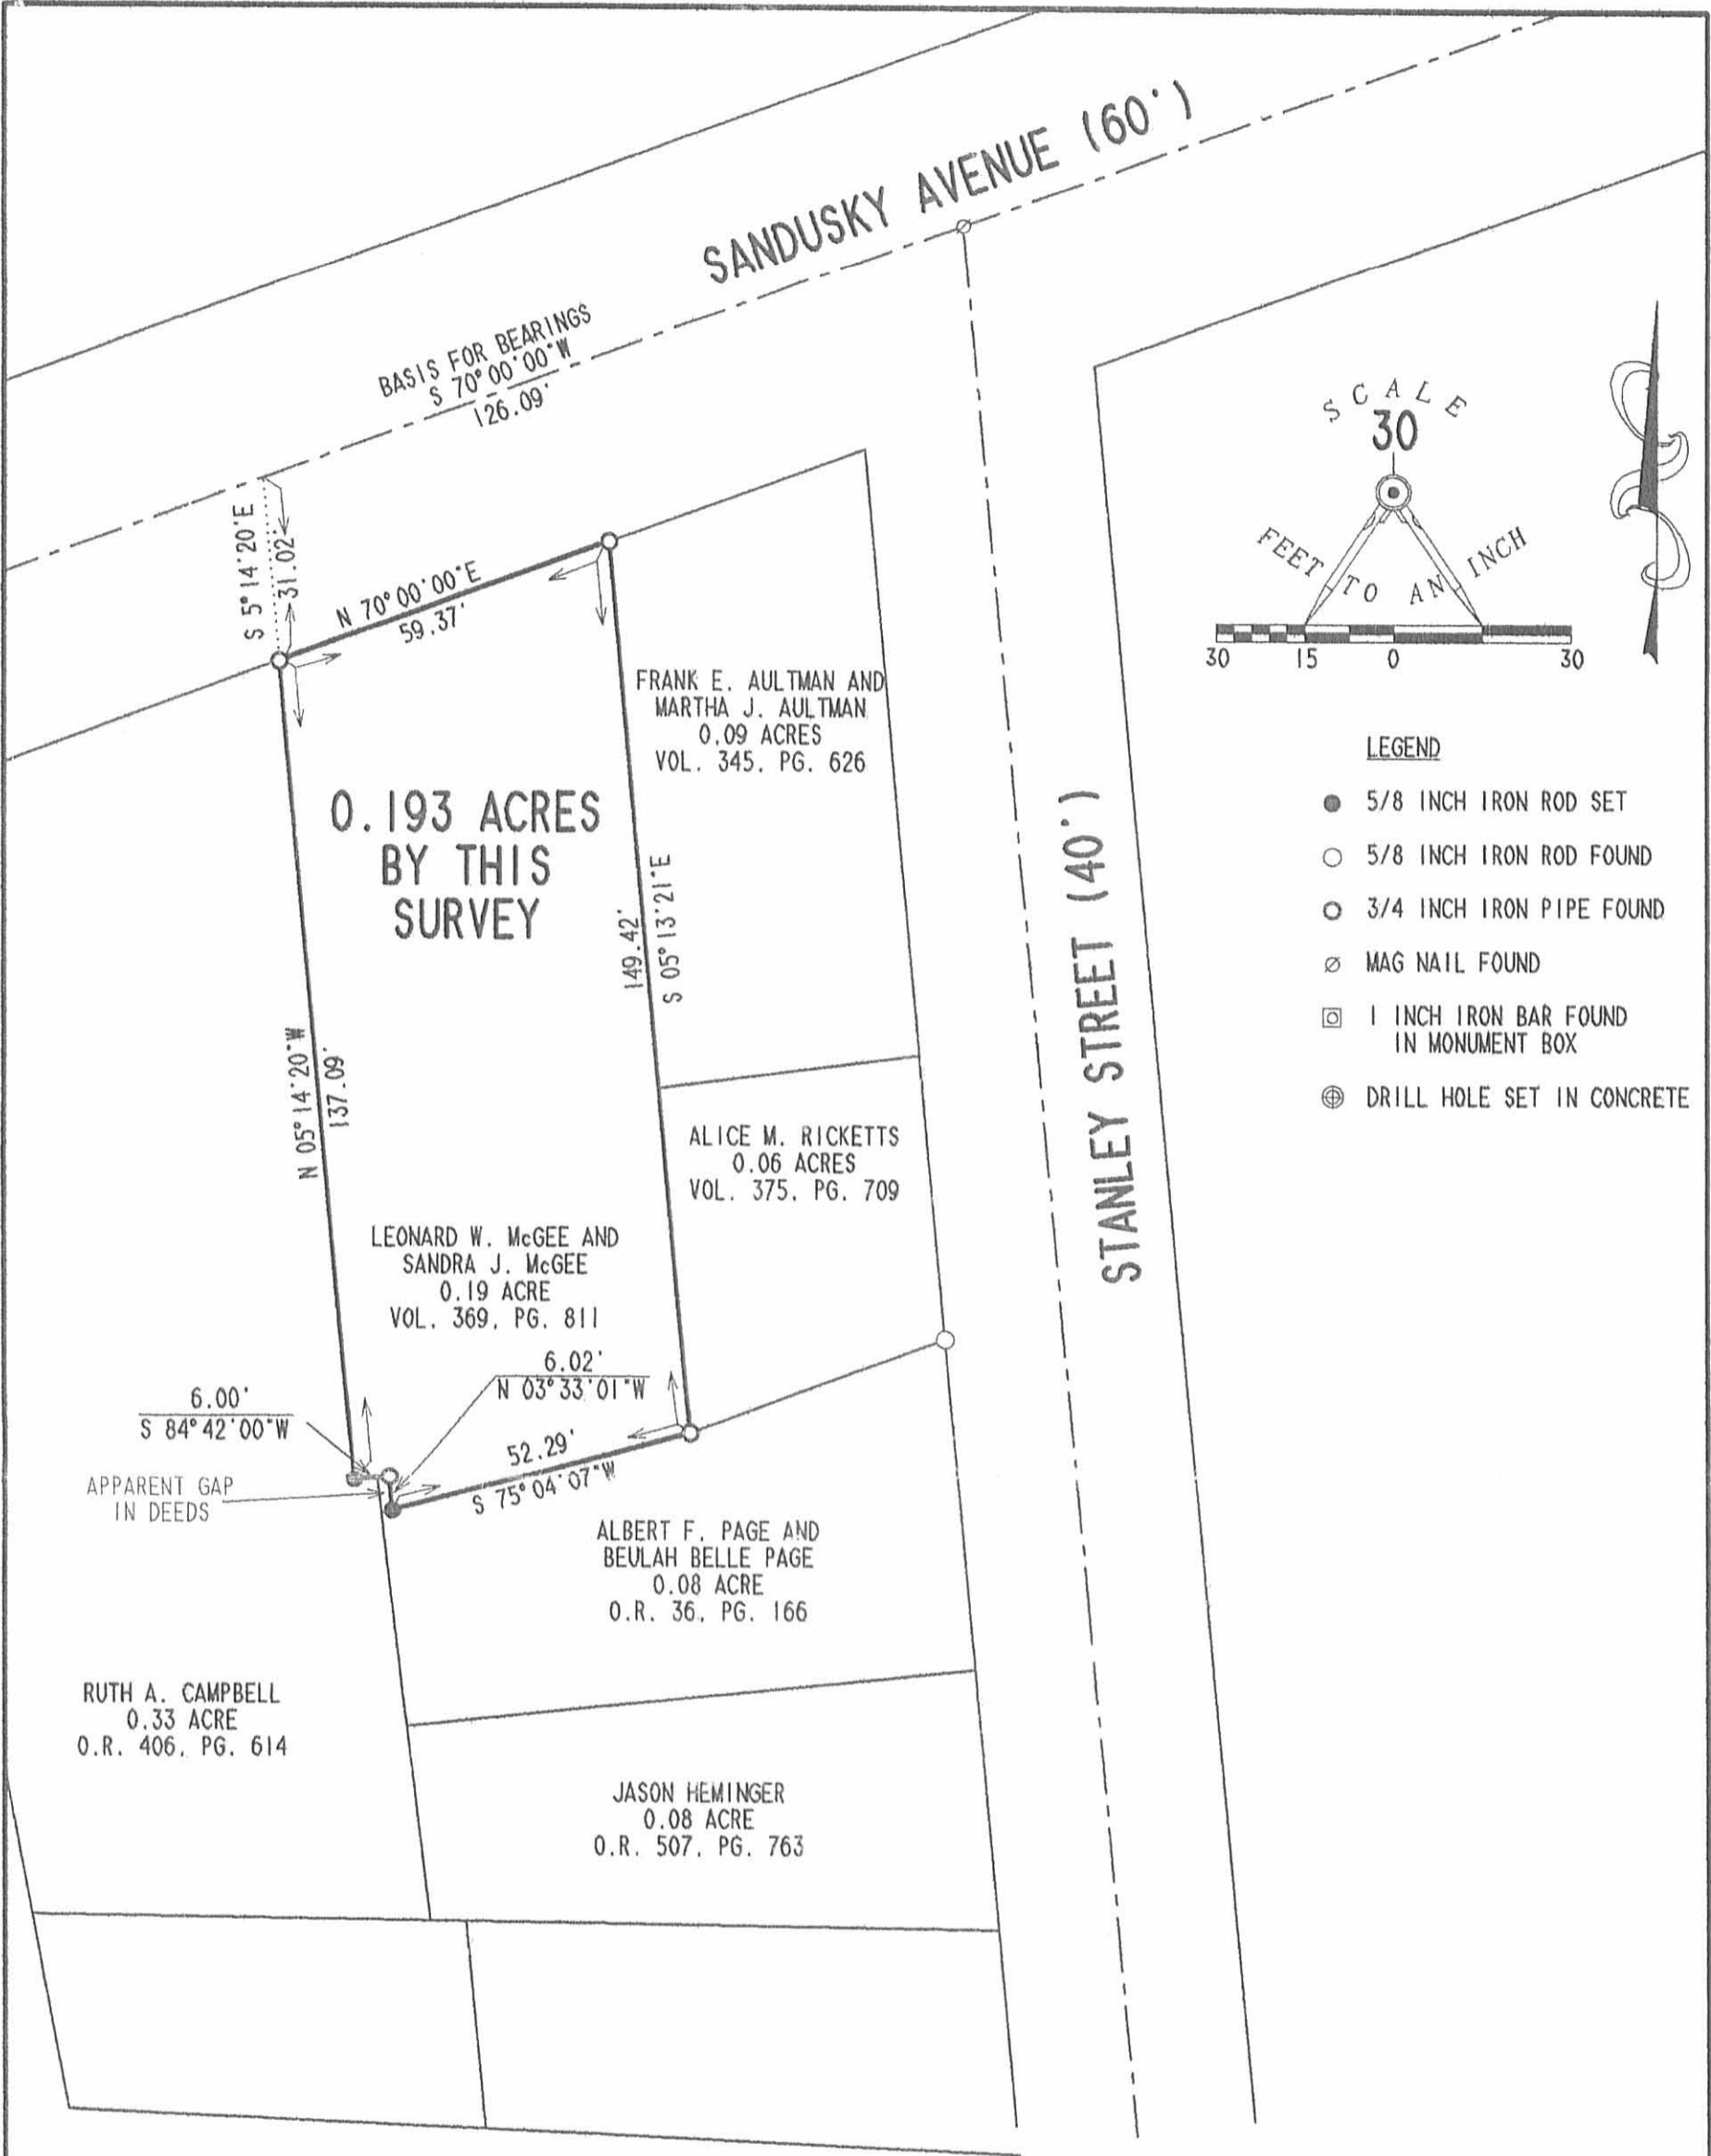 SANDUSKY AVENUE (60')
BASIS FOR BEARINGS
S 70°00'00"W
126.09'
S 5°14'20'E
31.02'
N 70°00'00"E
59.37'
SCALE
30
FEET TO AN INCH
30 15 0 30
FRANK E. AULTMAN AND
MARTHA J. AULTMAN
0.09 ACRES
VOL. 345, PG. 626
0.193 ACRES
BY THIS
SURVEY
149.42'
S 05°13'21"E
N 05°14'20"W
137.09'
STANLEY STREET (40')
LEGEND
5/8 INCH IRON ROD SET
5/8 INCH IRON ROD FOUND
3/4 INCH IRON PIPE FOUND
MAG NAIL FOUND
1 INCH IRON BAR FOUND
IN MONUMENT BOX
DRILL HOLE SET IN CONCRETE
ALICE M. RICKETTS
0.06 ACRES
VOL. 375, PG. 709
LEONARD W. McGEE AND
SANDRA J. McGEE
0.19 ACRE
VOL. 369, PG. 811
6.02'
N 03°33'01"W
6.00'
S 84°42'00"W
52.29'
S 75°04'07"W
APPARENT GAP
IN DEEDS
ALBERT F. PAGE AND
BEULAH BELLE PAGE
0.08 ACRE
O.R. 36, PG. 166
RUTH A. CAMPBELL
0.33 ACRE
O.R. 406, PG. 614
JASON HEMINGER
0.08 ACRE
O.R. 507, PG. 763